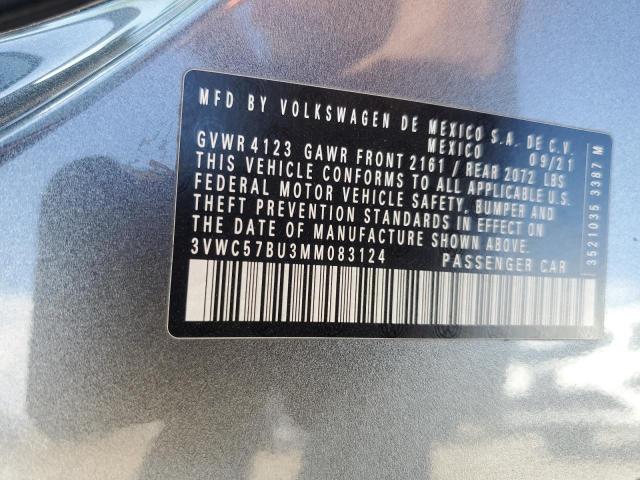 MFD BY VOLKSWAGEN DE MEXICO S.A. DE C.V.
MEXICO 09/21
GVWR 4123 GAWR FRONT 2161 / REAR 2072 LBS
THIS VEHICLE CONFORMS TO ALL APPLICABLE U.S.
FEDERAL MOTOR VEHICLE SAFETY, BUMPER AND
THEFT PREVENTION STANDARDS IN EFFECT ON
THE DATE OF MANUFACTURE SHOWN ABOVE.
3VWC57BU3MM083124 PASSENGER CAR
3521035 3387 M